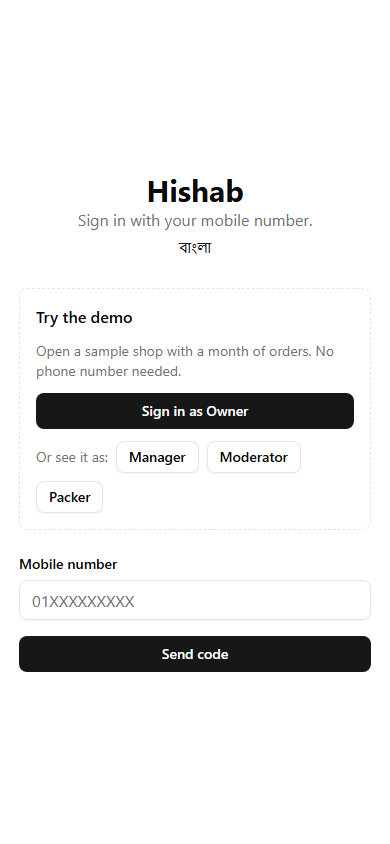 Hishab
Sign in with your mobile number.
বাংলা
Try the demo
Open a sample shop with a month of orders. No
phone number needed.
Sign in as Owner
Or see it as: Manager Moderator
Packer
Mobile number
01XXXXXXXXX
Send code